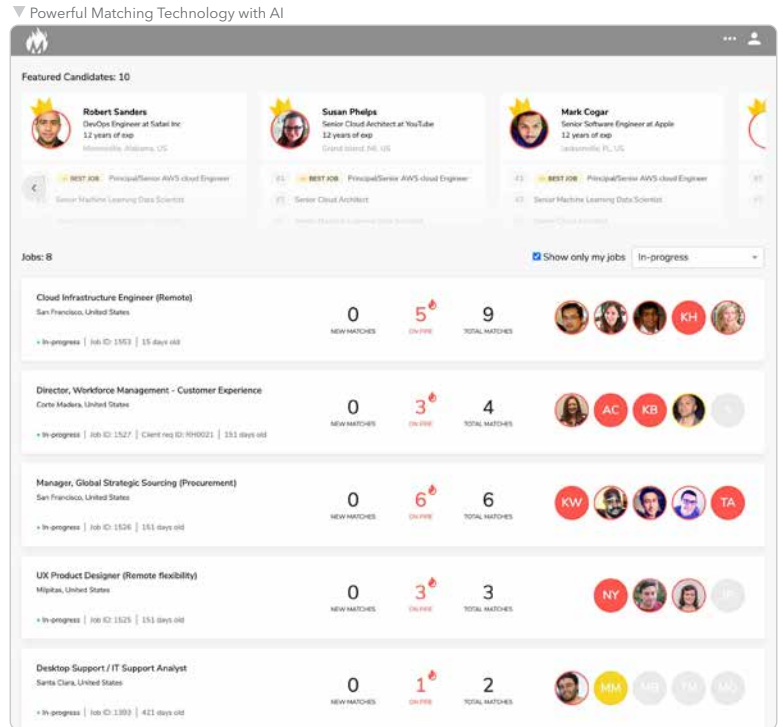 Powerful Matching Technology with AI
Featured Candidates: 10
Robert Sanders
DevOps Engineer at Safari Inc
12 years of exp
Susan Phelps
Senior Cloud Architect at YouTube
12 years of exp
Grand Island, NE, US
Mark Cogar
Senior Software Engineer at Apple
12 years of exp
Jacksonville, FL, US
BEST JOB Principal/Senior AWS cloud Engineer
Senior Machine Learning Data Scientist
#1 BEST JOB Principal/Senior AWS cloud Engineer
Senior Cloud Architect
BEST JOB Principal/Senior AWS cloud Engineer
Senior Machine Learning Data Scientist
Jobs: 8
Show only my jobs
In-progress
Cloud Infrastructure Engineer (Remote)
San Francisco, United States
In-progress | Job ID: 1553 | 15 days old
0
NEW MATCHES
5
ON FIRE
9
TOTAL MATCHES
KH
Director, Workforce Management - Customer Experience
Corte Madera, United States
In-progress | Job ID: 1527 | Client req ID: RH0021 | 151 days old
0
NEW MATCHES
3
ON FIRE
4
TOTAL MATCHES
AC
KB
Manager, Global Strategic Sourcing (Procurement)
San Francisco, United States
In-progress | Job ID: 1526 | 151 days old
0
NEW MATCHES
6
ON FIRE
6
TOTAL MATCHES
KW
TA
UX Product Designer (Remote flexibility)
Milpitas, United States
In-progress | Job ID: 1525 | 151 days old
0
NEW MATCHES
3
ON FIRE
3
TOTAL MATCHES
NY
Desktop Support / IT Support Analyst
Santa Clara, United States
In-progress | Job ID: 1393 | 421 days old
0
NEW MATCHES
1
ON FIRE
2
TOTAL MATCHES
MM
MB
TM
MG